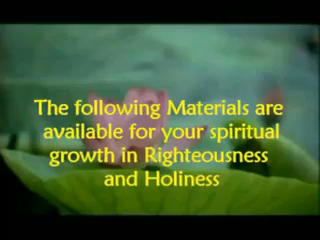 The following Materials are
available for your spiritual
growth in Righteousness
and Holiness